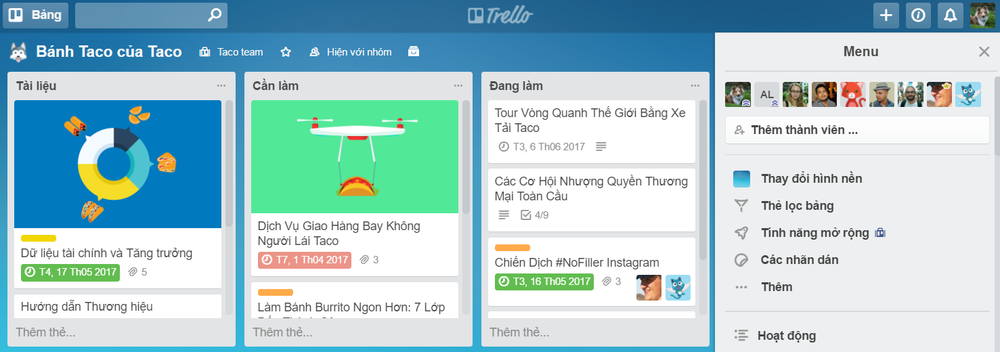 Bảng
Trello
Bánh Taco của Taco
Taco team
Hiện với nhóm
Tài liệu
Dữ liệu tài chính và Tăng trưởng
T4, 17 Th05 2017
5
Hướng dẫn Thương hiệu
Thêm thẻ...
Cần làm
Dịch Vụ Giao Hàng Bay Không
Người Lái Taco
T7, 1 Th04 2017
3
Làm Bánh Burrito Ngon Hơn: 7 Lớp
Thêm thẻ...
Đang làm
Tour Vòng Quanh Thế Giới Bằng Xe
Tải Taco
T3, 6 Th06 2017
Các Cơ Hội Nhượng Quyền Thương
Mại Toàn Cầu
4/9
Chiến Dịch #NoFiller Instagram
T3, 16 Th05 2017
3
Thêm thẻ...
Menu
AL
Thêm thành viên ...
Thay đổi hình nền
Thẻ lọc bảng
Tính năng mở rộng
Các nhãn dán
Thêm
Hoạt động